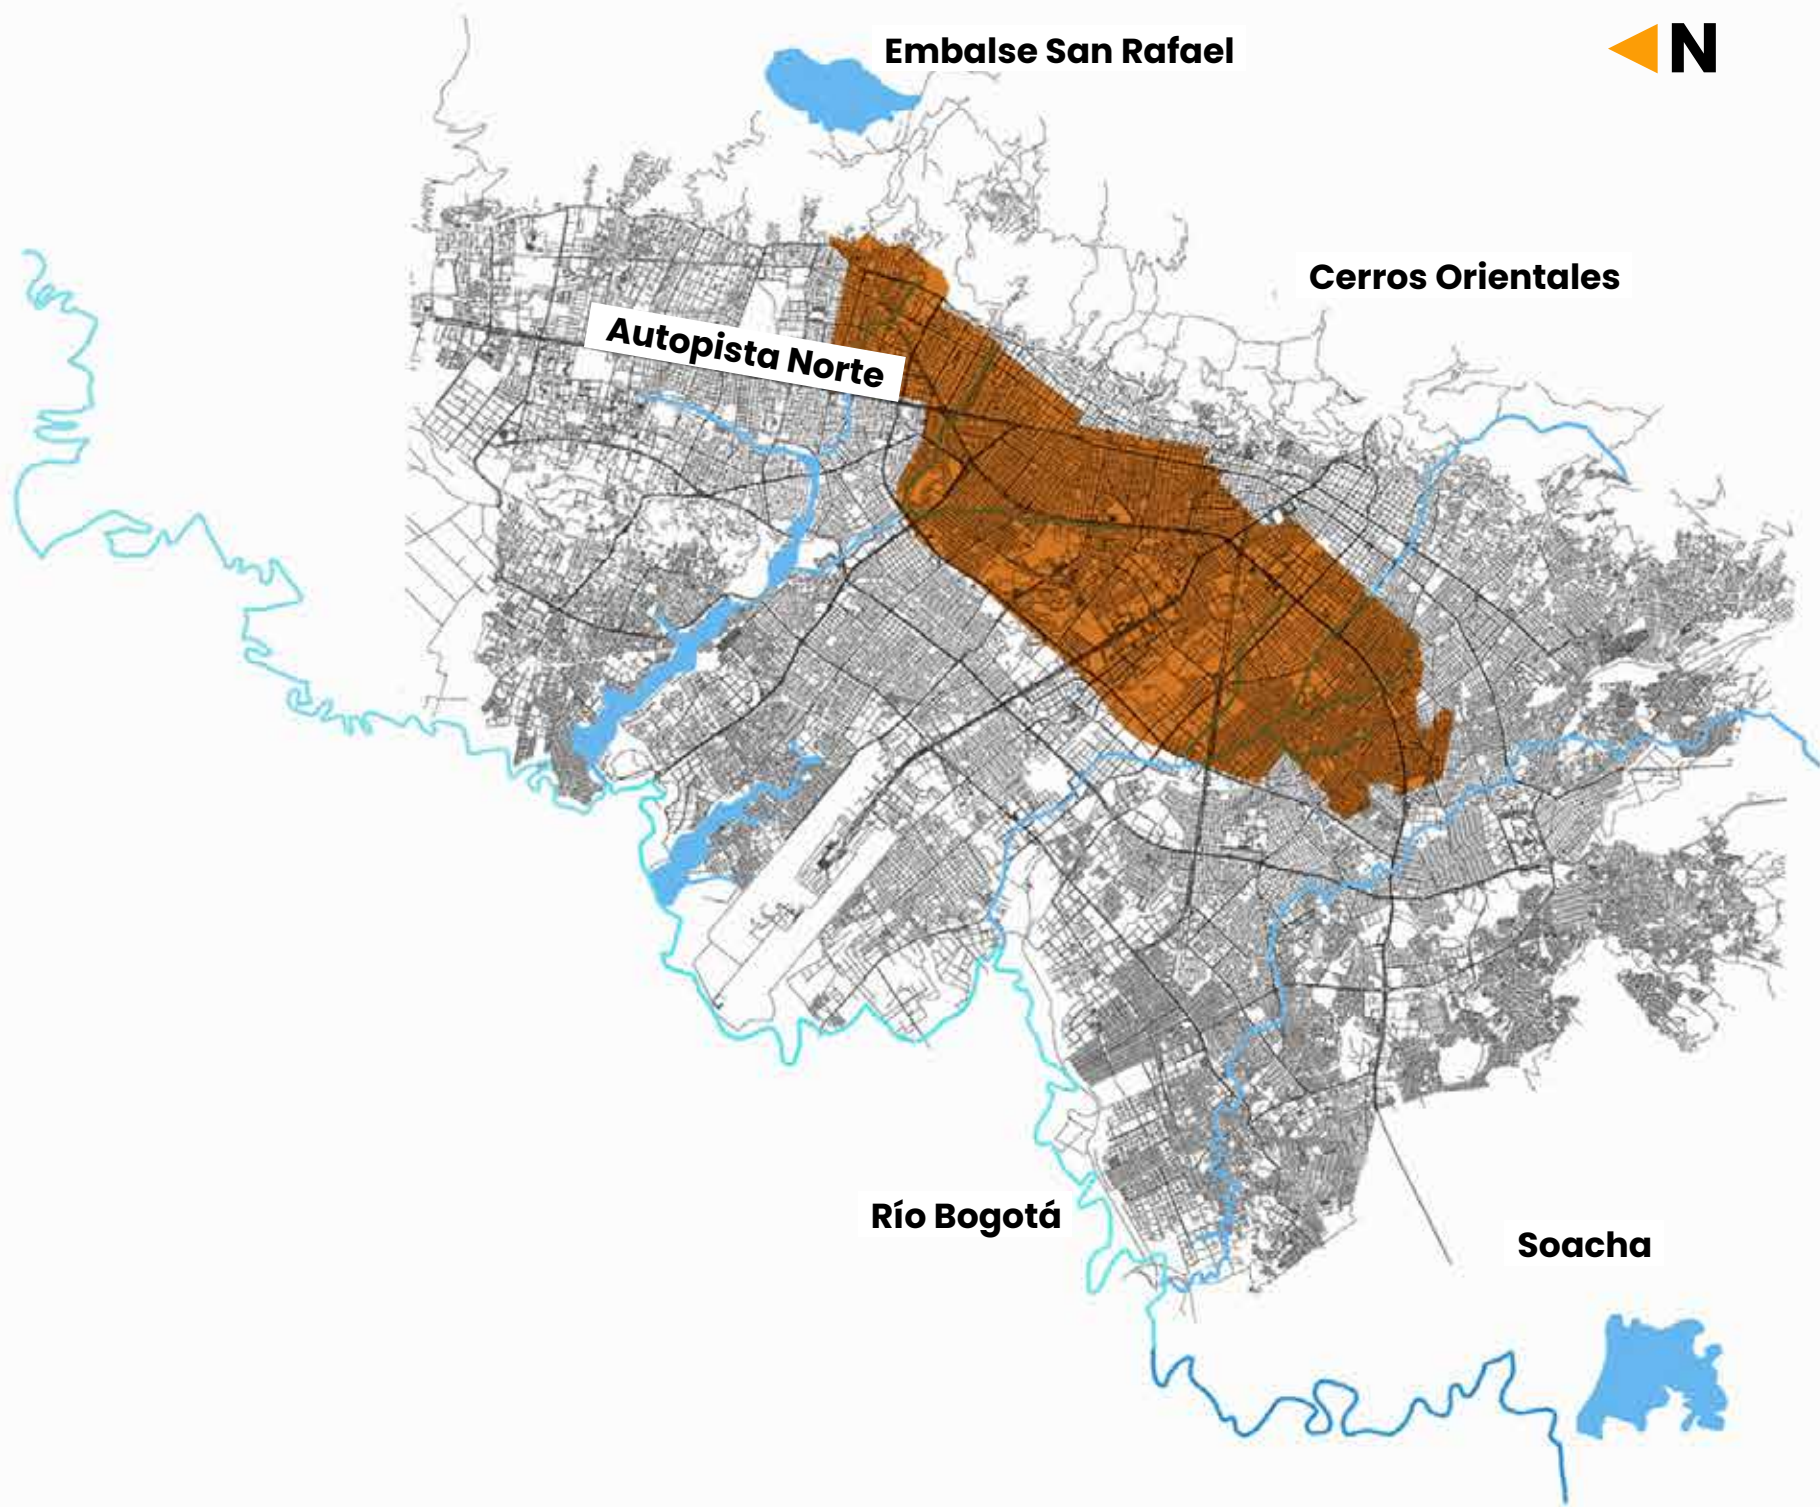 Embalse San Rafael
N
Cerros Orientales
Autopista Norte
Río Bogotá
Soacha